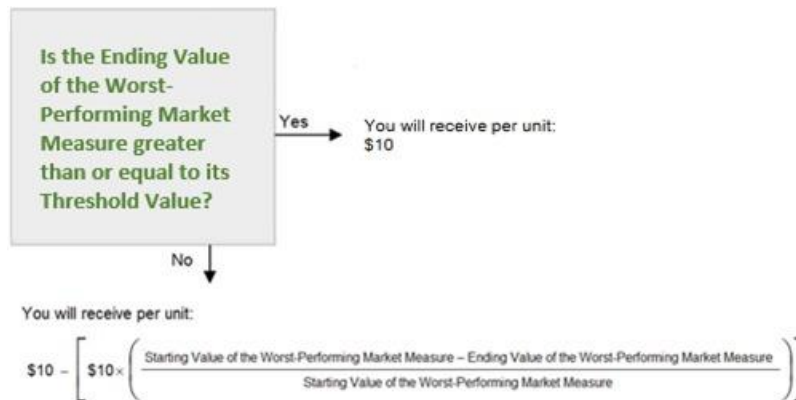 Is the Ending Value
of the Worst-
Performing Market
Measure greater
than or equal to its
Threshold Value?
Yes
You will receive per unit:
$10
No
You will receive per unit:
$10 − [ $10 × ( Starting Value of the Worst-Performing Market Measure – Ending Value of the Worst-Performing Market Measure
Starting Value of the Worst-Performing Market Measure ) ]